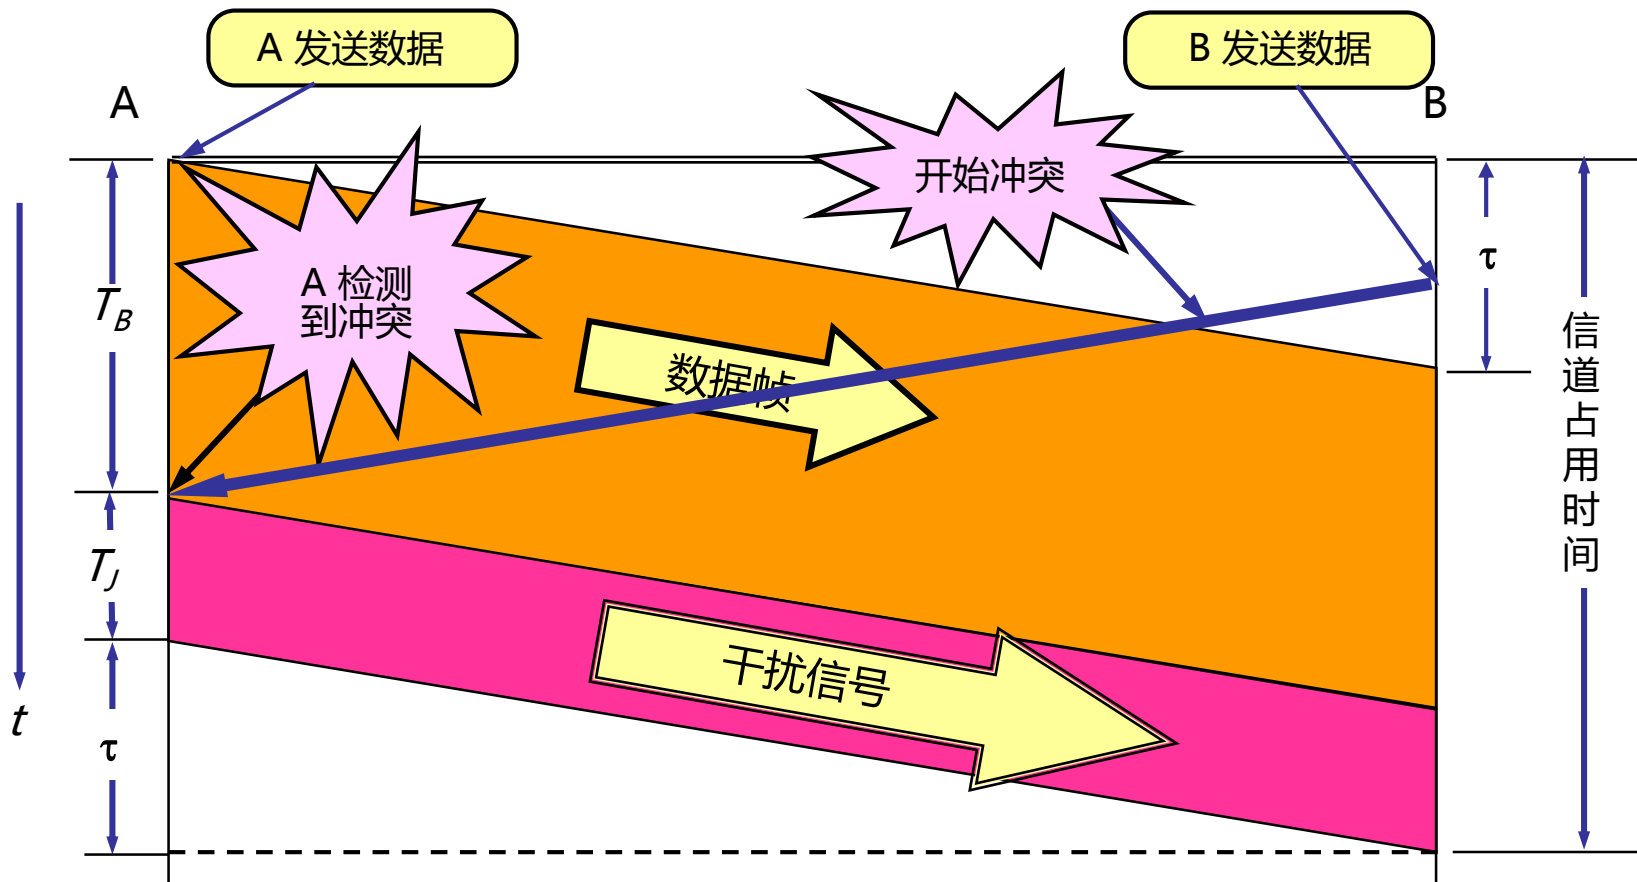 A 发送数据
B 发送数据
A
B
开始冲突
τ
A 检测
到冲突
T_B
信道占用时间
数据帧
T_J
干扰信号
t
τ